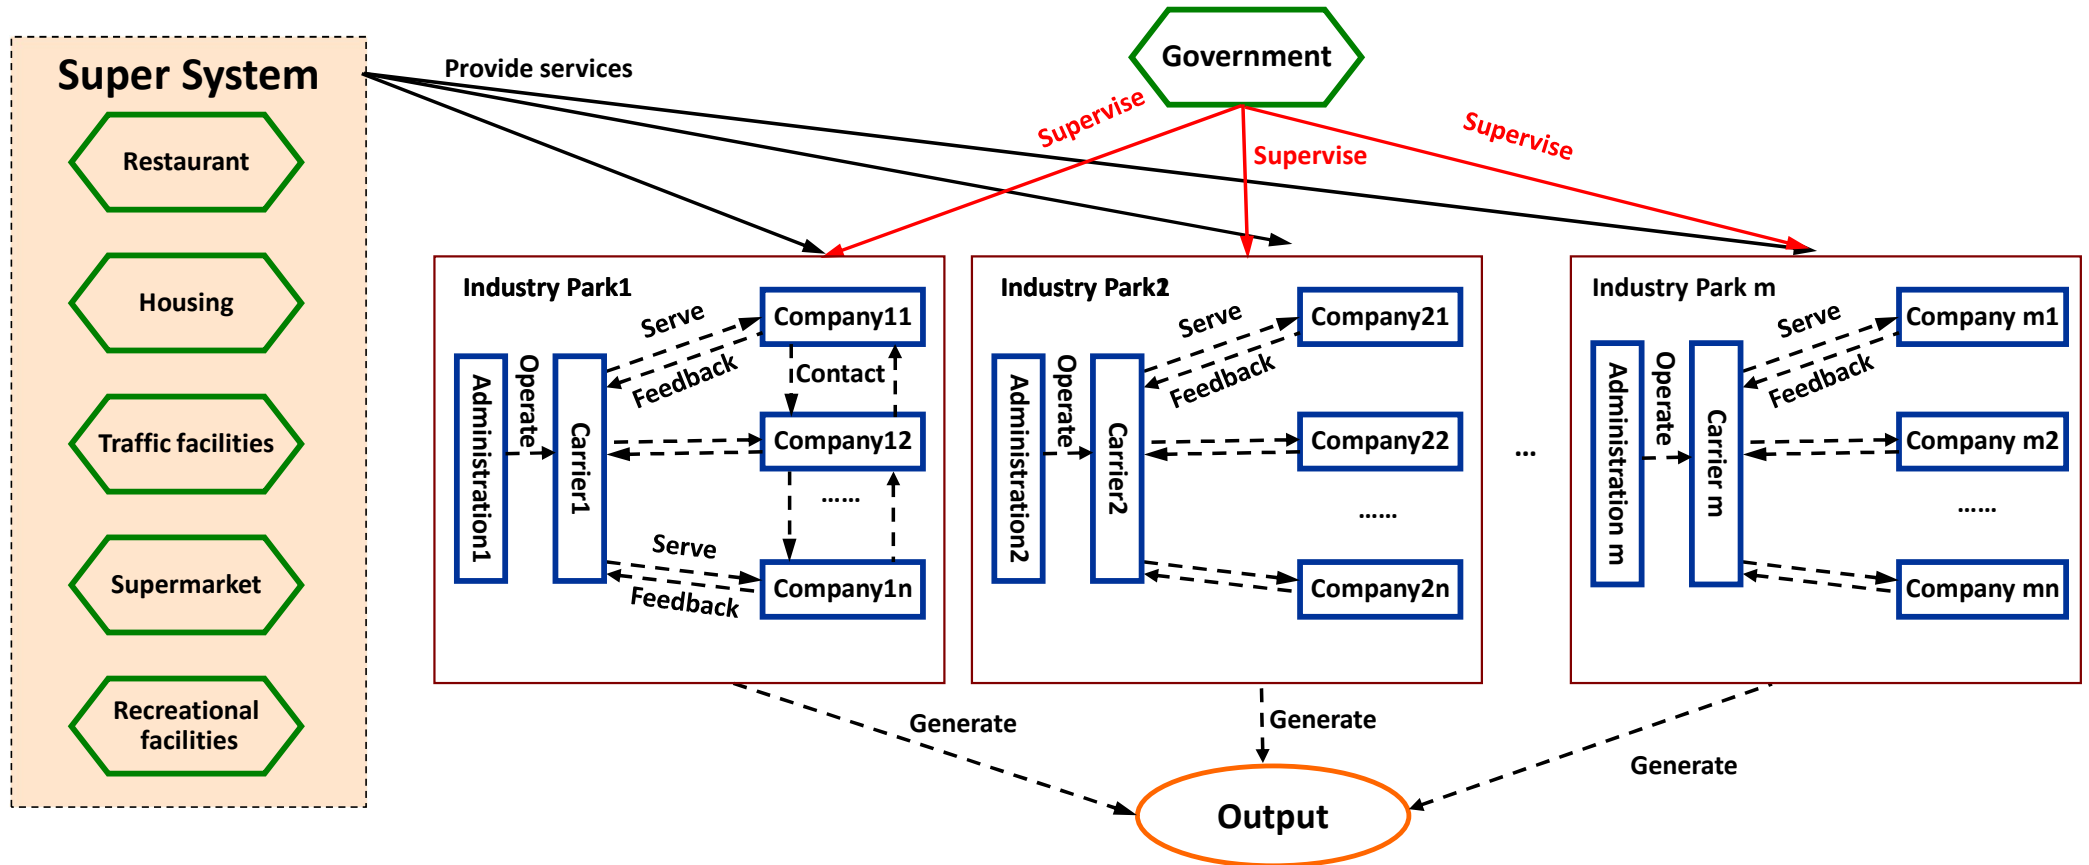 Super System
Restaurant
Housing
Traffic facilities
Supermarket
Recreational
facilities
Provide services
Government
Supervise
Supervise
Supervise
Industry Park1
Administration1
Operate
Carrier1
Serve
Feedback
Company11
Contact
Company12
......
Serve
Feedback
Company1n
Industry Park2
Administration2
Operate
Carrier2
Serve
Feedback
Company21
Company22
......
Company2n
...
Industry Park m
Administration m
Operate
Carrier m
Serve
Feedback
Company m1
Company m2
......
Company mn
Generate
Generate
Generate
Output